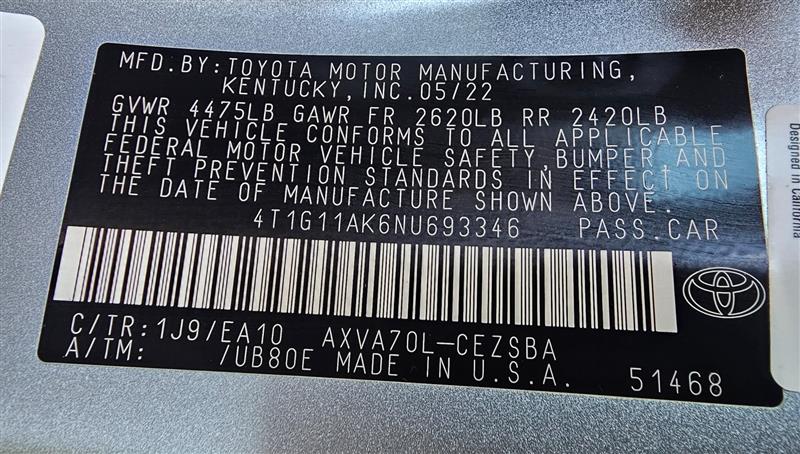 MFD.BY:TOYOTA MOTOR MANUFACTURING,
KENTUCKY,INC.05/22
GVWR 4475LB GAWR FR 2620LB RR 2420LB
THIS VEHICLE CONFORMS TO ALL APPLICABLE
FEDERAL MOTOR VEHICLE SAFETY,BUMPER AND
THEFT PREVENTION STANDARDS IN EFFECT ON
THE DATE OF MANUFACTURE SHOWN ABOVE.
4T1G11AK6NU693346 PASS.CAR
C/TR:1J9/EA10 AXVA70L-CEZSBA
A/TM: /UB80E MADE IN U.S.A. 51468
Designed in California